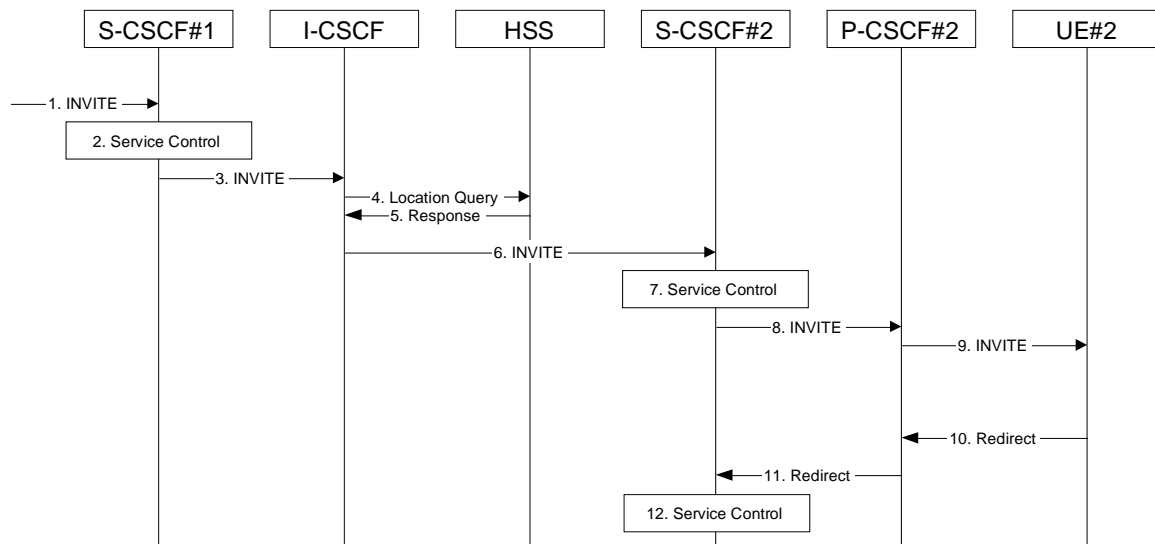 S-CSCF#1
I-CSCF
HSS
S-CSCF#2
P-CSCF#2
UE#2
1. INVITE
2. Service Control
3. INVITE
4. Location Query
5. Response
6. INVITE
7. Service Control
8. INVITE
9. INVITE
10. Redirect
11. Redirect
12. Service Control